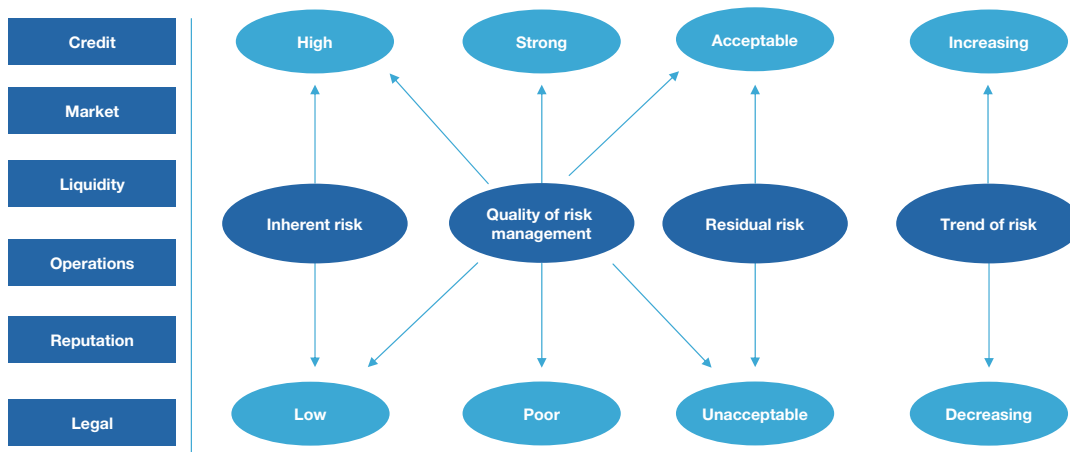 Credit
Market
Liquidity
Operations
Reputation
Legal
High
Strong
Acceptable
Increasing
Inherent risk
Quality of risk
management
Residual risk
Trend of risk
Low
Poor
Unacceptable
Decreasing